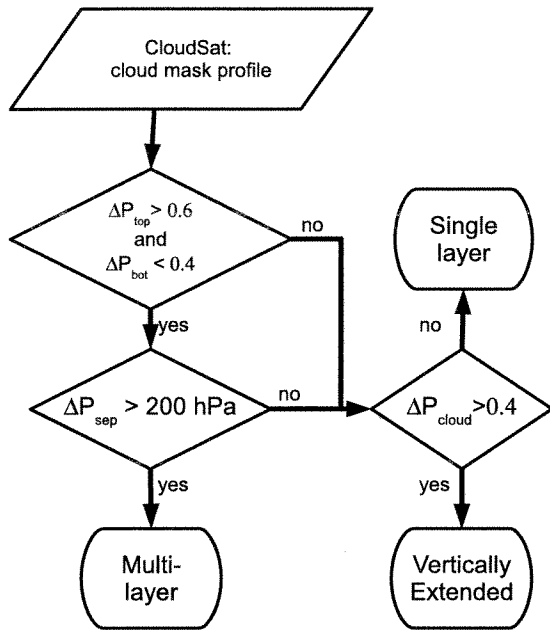 CloudSat:
cloud mask profile
ΔP_top > 0.6
and
ΔP_bot < 0.4
no
yes
ΔP_sep > 200 hPa
no
yes
Multi-
layer
Single
layer
no
ΔP_cloud >0.4
yes
Vertically
Extended